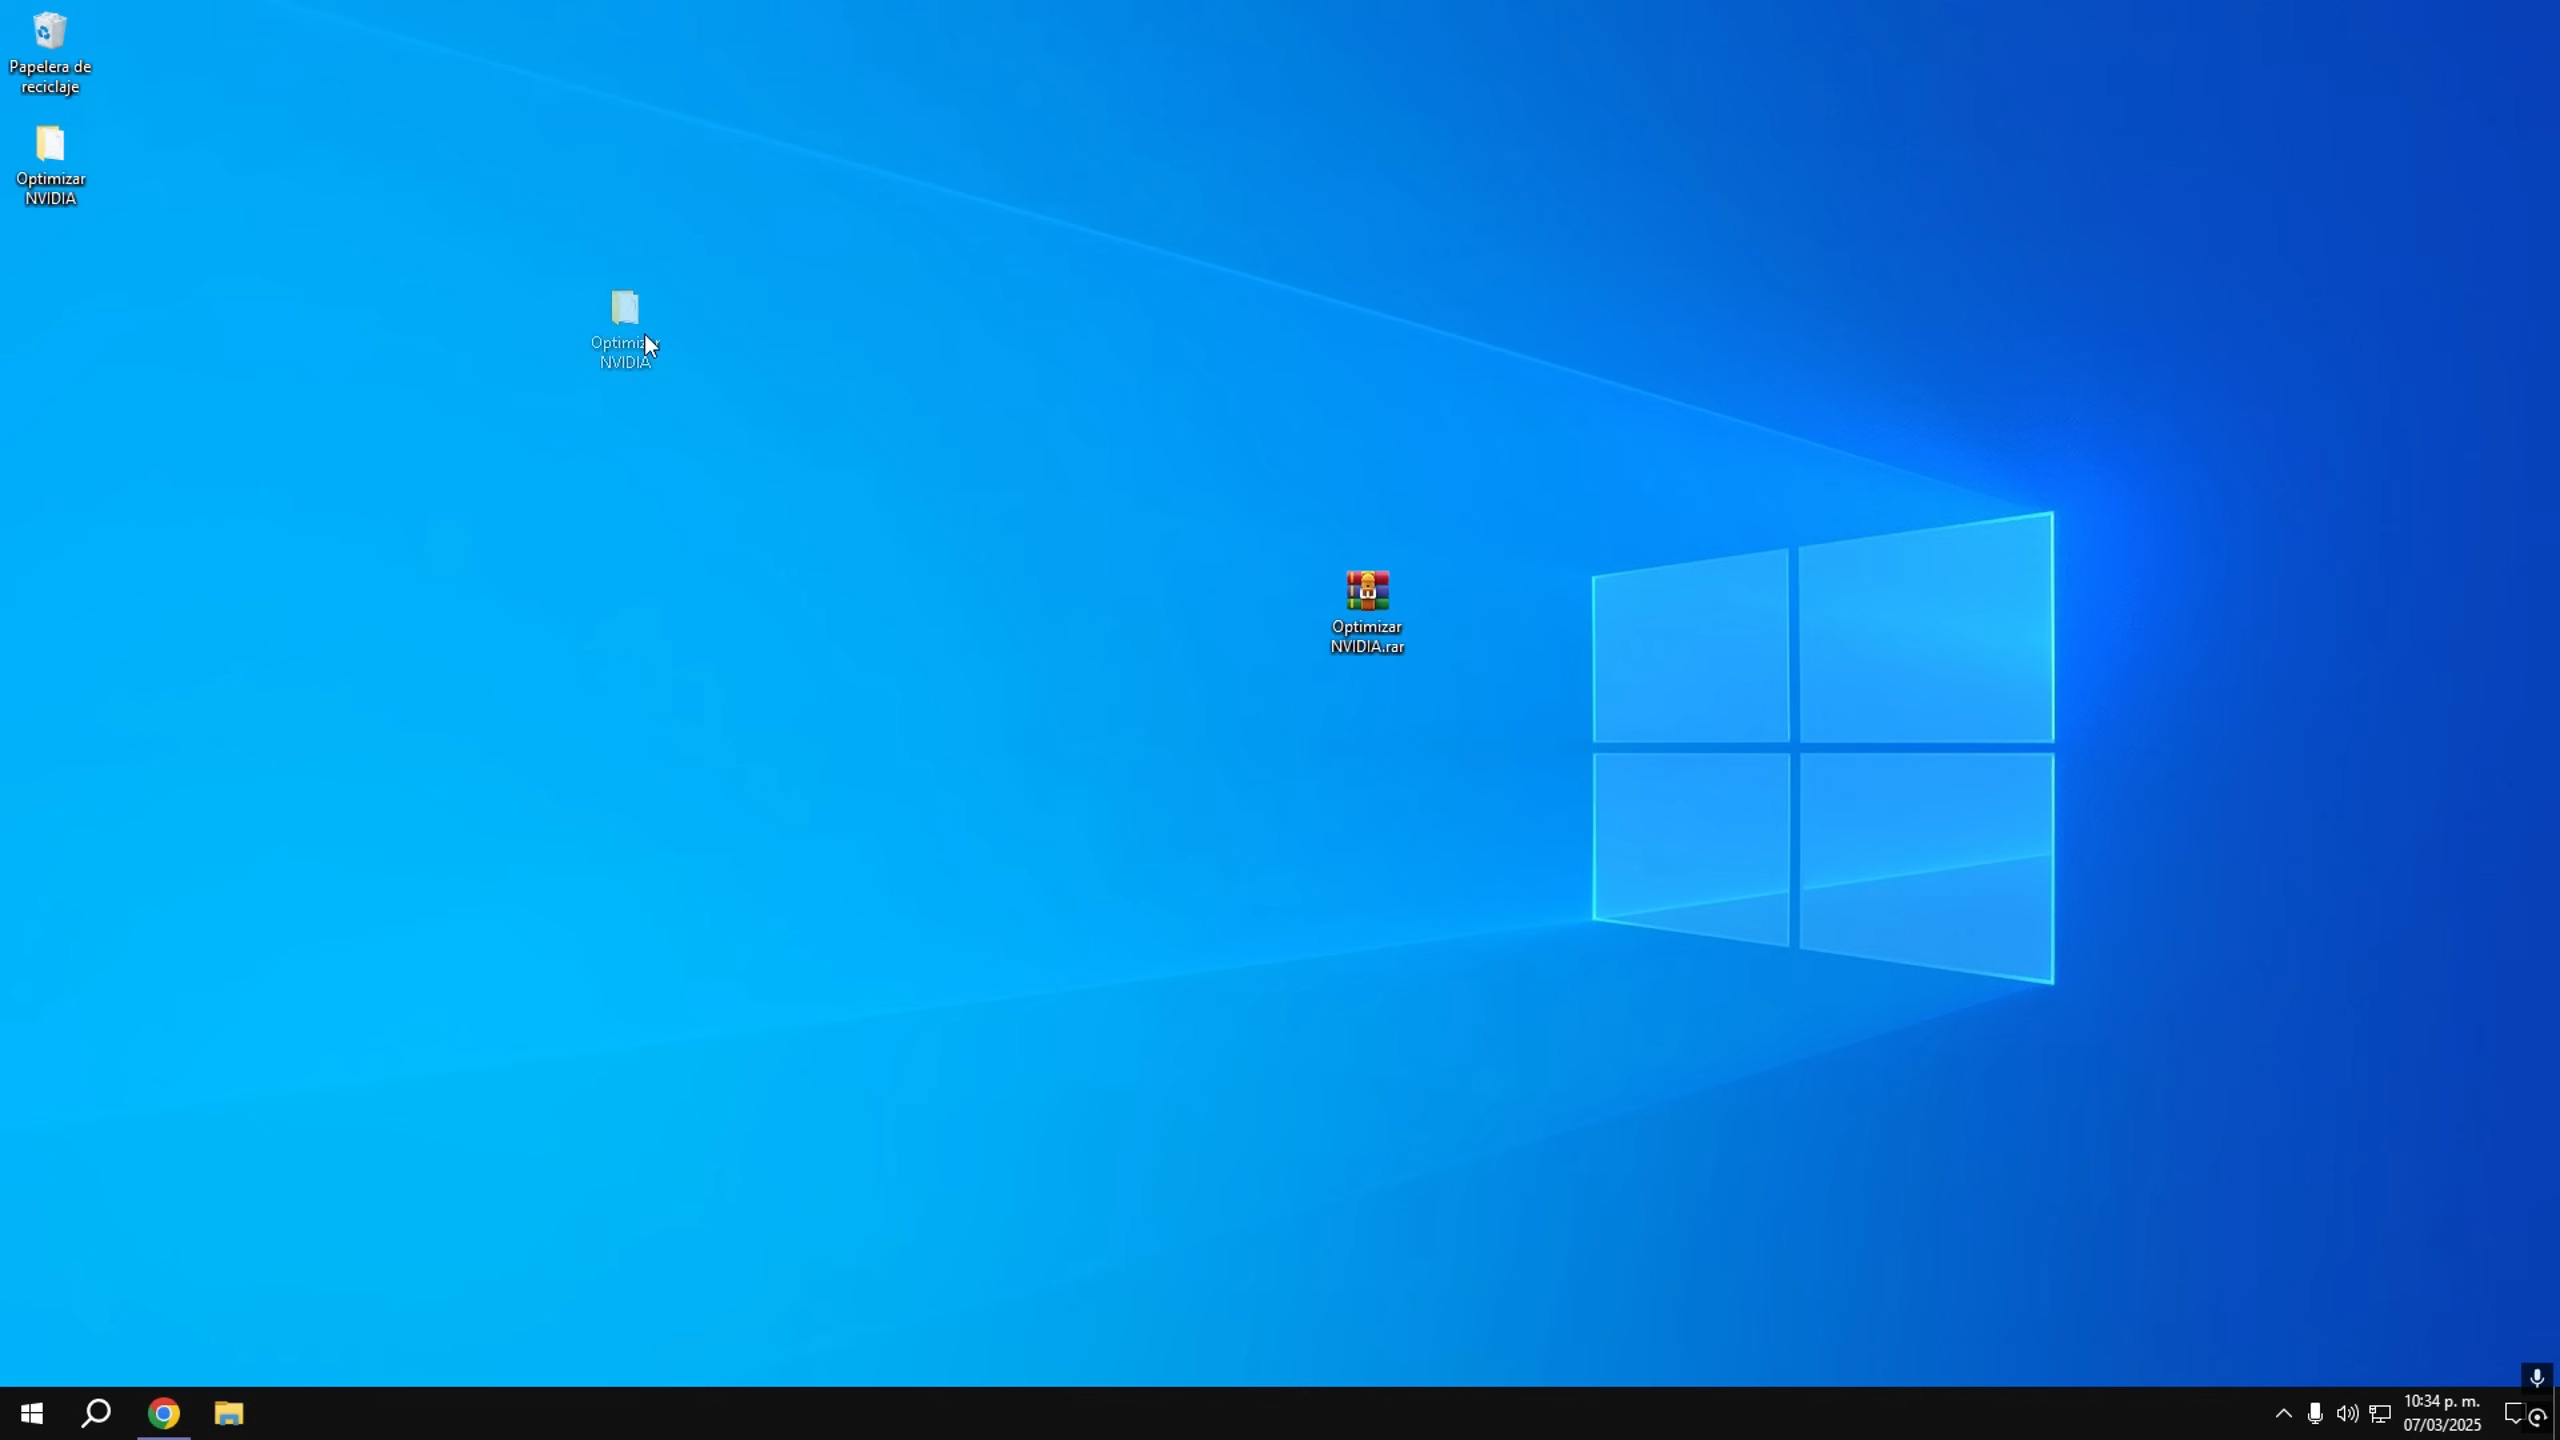 Papelera de
reciclaje
Optimizar
NVIDIA
Optimizar
NVIDIA
Optimizar
NVIDIA.rar
10:34 p. m.
07/03/2025